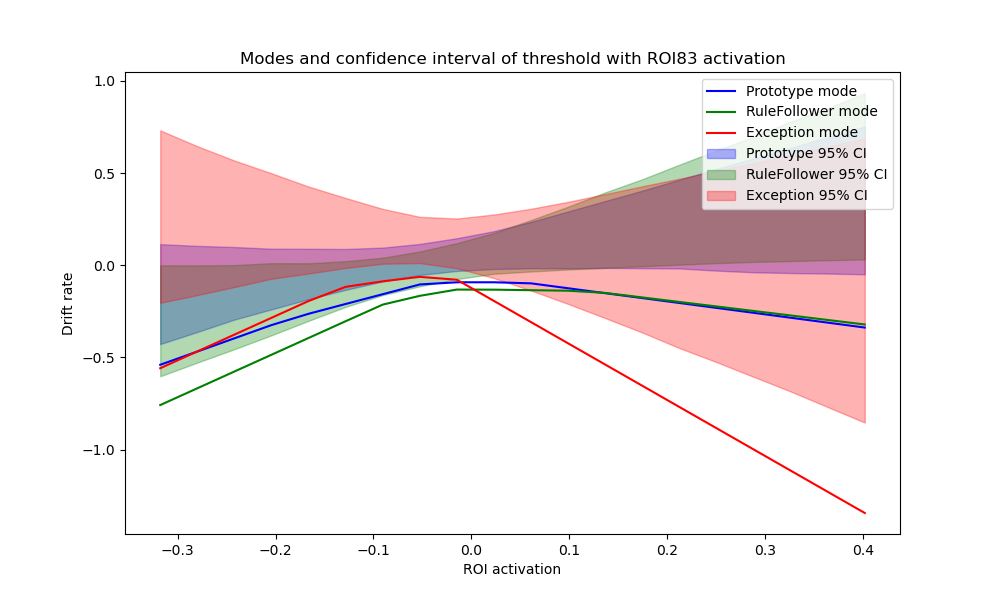 Modes and confidence interval of threshold with ROI83 activation
Prototype mode
RuleFollower mode
Exception mode
Prototype 95% CI
RuleFollower 95% CI
Exception 95% CI
1.0
0.5
0.0
−0.5
−1.0
Drift rate
−0.3
−0.2
−0.1
0.0
0.1
0.2
0.3
0.4
ROI activation